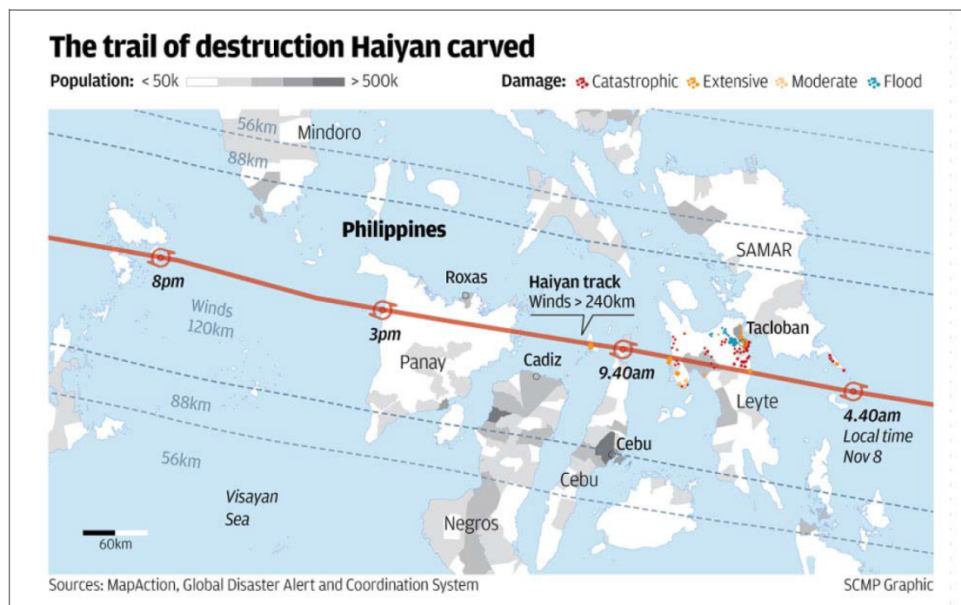 The trail of destruction Haiyan carved
Population: < 50k > 500k
Damage: Catastrophic Extensive Moderate Flood
56km
Mindoro
88km
Philippines
SAMAR
8pm
Roxas
Haiyan track
Winds > 240km
Winds
120km
3pm
Tacloban
Panay
Cadiz
9.40am
Leyte
4.40am
Local time
Nov 8
88km
56km
Cebu
Cebu
Visayan
Sea
Negros
60km
Sources: MapAction, Global Disaster Alert and Coordination System
SCMP Graphic